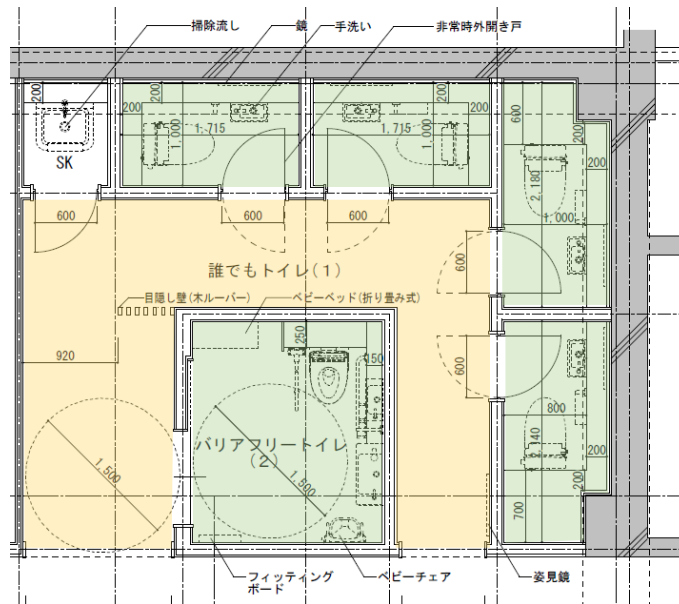 掃除流し
鏡
手洗い
非常時外開き戸
200
200
200
200
200
1,715
1,000
1,715
1,000
600
200
200
2,180
1,000
SK
600
600
600
600
誰でもトイレ(1)
目隠し壁(木ルーバー)
ベビーベッド(折り畳み式)
250
150
920
600
800
バリアフリートイレ
(2)
1,500
1,500
2,140
200
200
700
フィッティング
ボード
ベビーチェア
姿見鏡